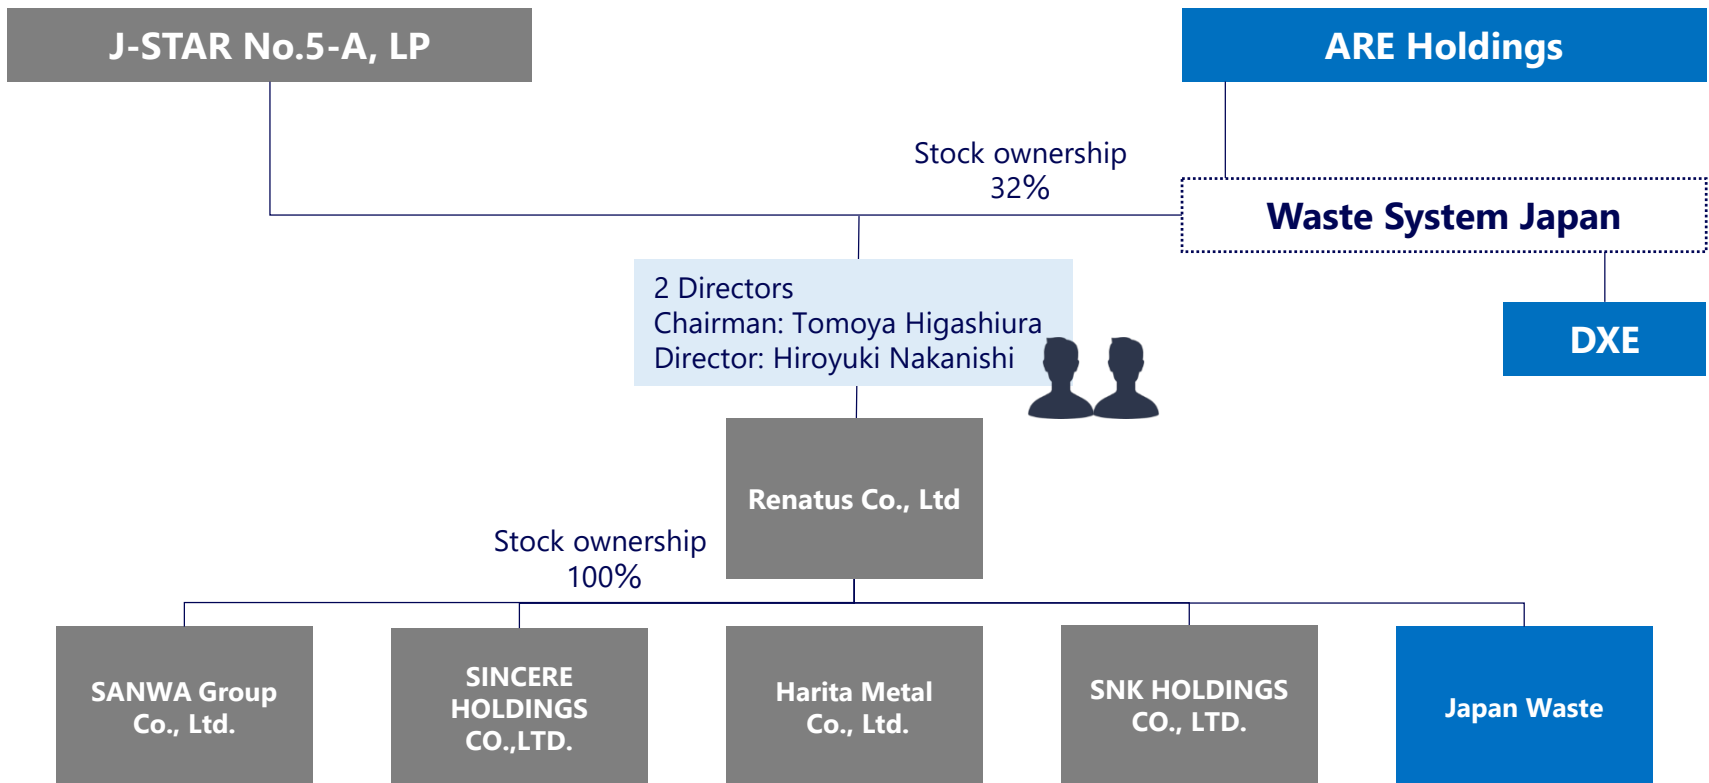 J-STAR No.5-A, LP
ARE Holdings
Stock ownership
32%
Waste System Japan
2 Directors
Chairman: Tomoya Higashiura
Director: Hiroyuki Nakanishi
DXE
Renatus Co., Ltd
Stock ownership
100%
SANWA Group
Co., Ltd.
SINCERE
HOLDINGS
CO.,LTD.
Harita Metal
Co., Ltd.
SNK HOLDINGS
CO., LTD.
Japan Waste